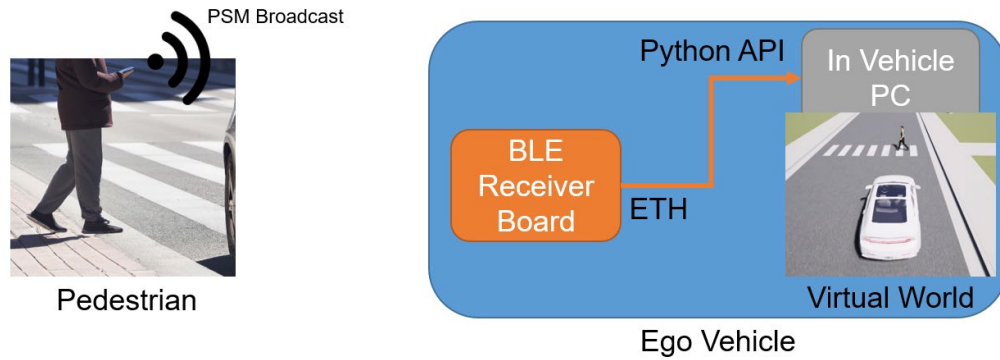 PSM Broadcast
Pedestrian
Python API
In Vehicle
PC
BLE
Receiver
Board
ETH
Virtual World
Ego Vehicle